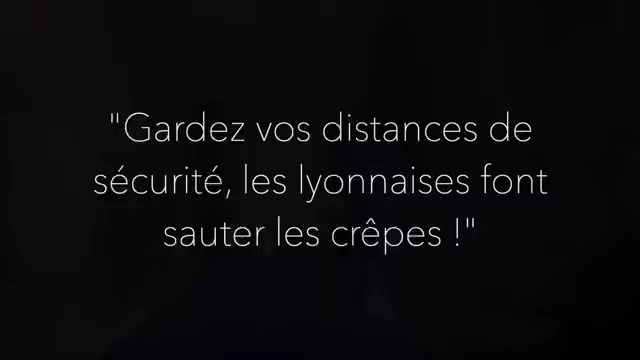 "Gardez vos distances de
sécurité, les lyonnaises font
sauter les crêpes !"